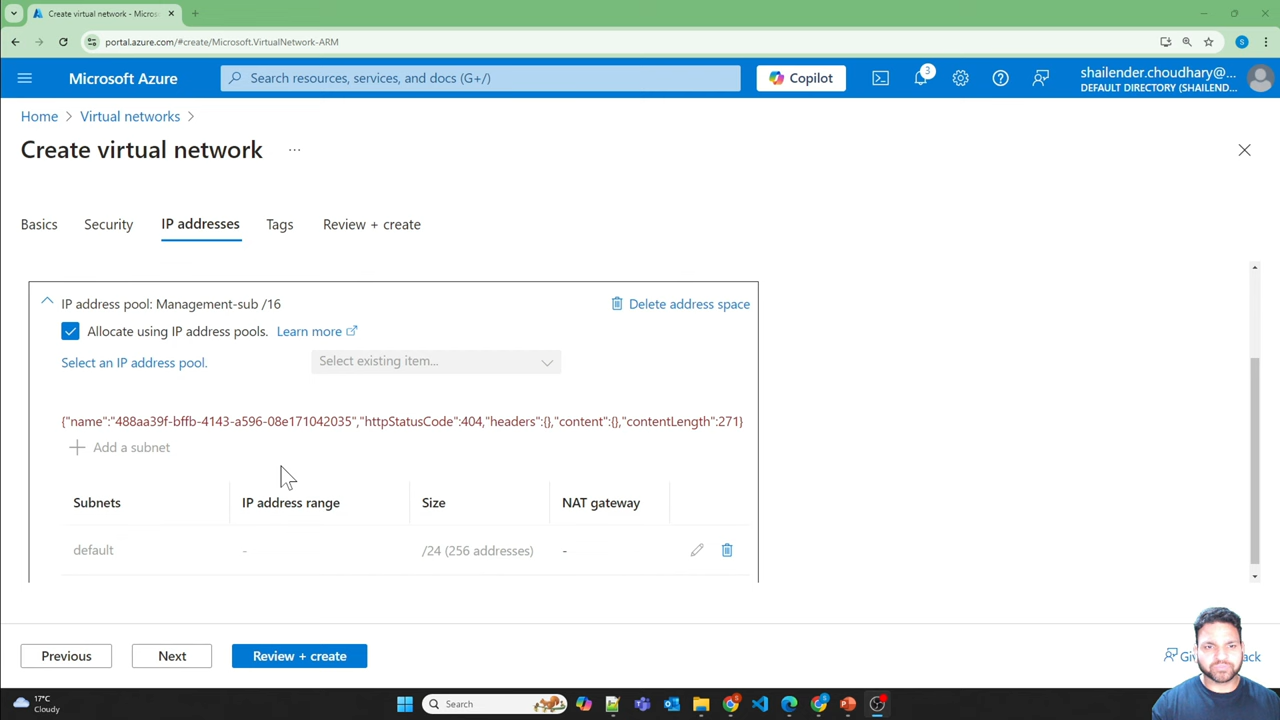 Create virtual network - Micros
portal.azure.com/#create/Microsoft.VirtualNetwork-ARM
Microsoft Azure
Search resources, services, and docs (G+/)
Copilot
3
shailender.choudhary@...
DEFAULT DIRECTORY (SHAILEND...
S
Home > Virtual networks >
Create virtual network ...
Basics Security IP addresses Tags Review + create
IP address pool: Management-sub /16
Delete address space
Allocate using IP address pools. Learn more
Select an IP address pool.
Select existing item...
{"name":"488aa39f-bffb-4143-a596-08e171042035","httpStatusCode":404,"headers":{},"content":{},"contentLength":271}
Add a subnet
Subnets IP address range Size NAT gateway
default - /24 (256 addresses) -
Previous Next Review + create
17°C
Cloudy
Search